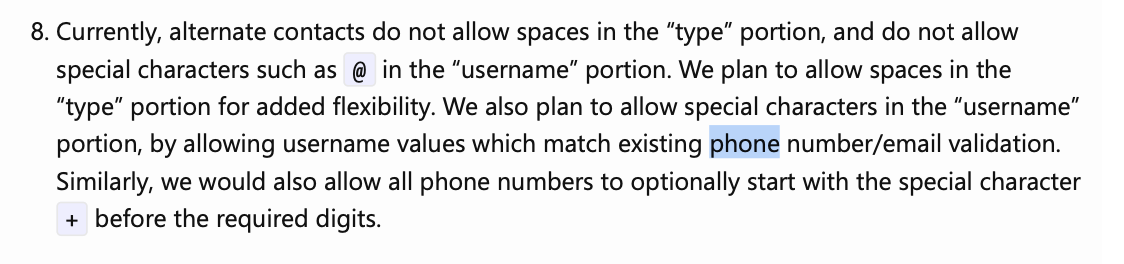 8. Currently, alternate contacts do not allow spaces in the “type” portion, and do not allow
special characters such as @ in the “username” portion. We plan to allow spaces in the
“type” portion for added flexibility. We also plan to allow special characters in the “username”
portion, by allowing username values which match existing phone number/email validation.
Similarly, we would also allow all phone numbers to optionally start with the special character
+ before the required digits.